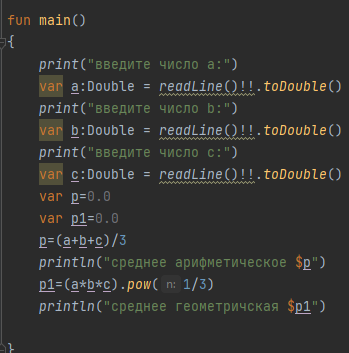 fun main()
{
print("введите число a:")
var a:Double = readLine()!!.toDouble()
print("введите число b:")
var b:Double = readLine()!!.toDouble()
print("введите число c:")
var c:Double = readLine()!!.toDouble()
var p=0.0
var p1=0.0
p=(a+b+c)/3
println("среднее арифметическое $p")
p1=(a*b*c).pow( n: 1/3)
println("среднее геометричская $p1")
}